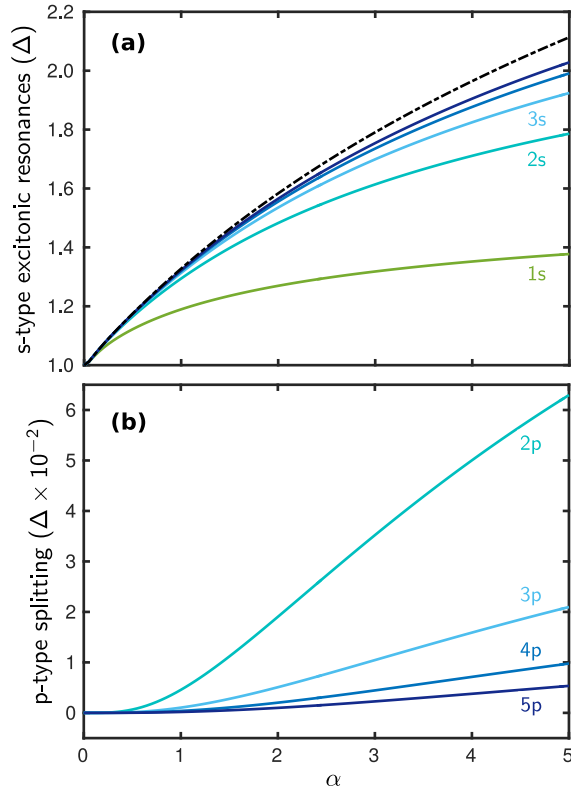 (a)
s-type excitonic resonances (Δ)
2.2
2.0
1.8
1.6
1.4
1.2
1.0
3s
2s
1s
(b)
p-type splitting (Δ × 10⁻²)
6
5
4
3
2
1
0
2p
3p
4p
5p
0 1 2 3 4 5
α